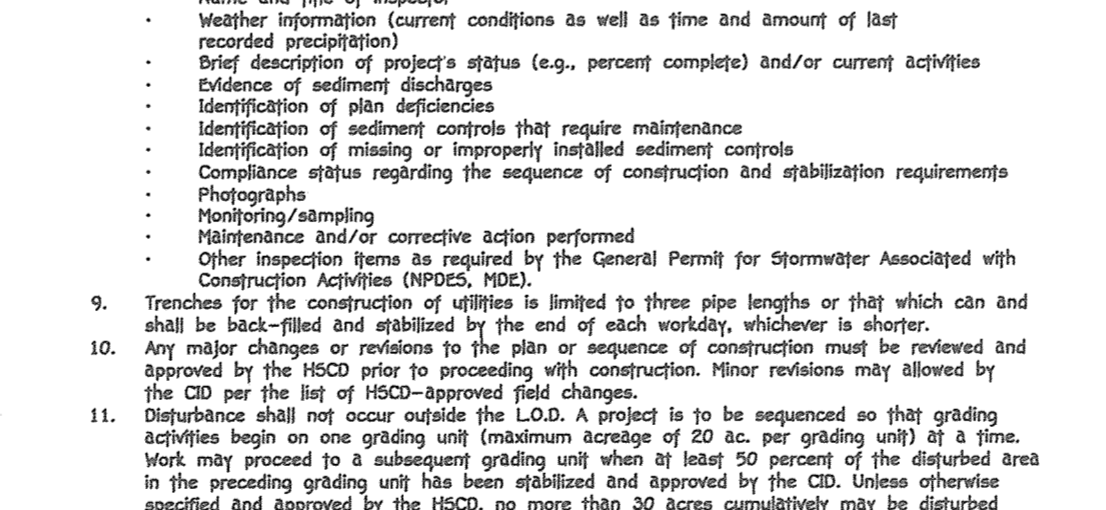 Name and title of inspector
· Weather information (current conditions as well as time and amount of last
recorded precipitation)
· Brief description of project's status (e.g., percent complete) and/or current activities
· Evidence of sediment discharges
· Identification of plan deficiencies
· Identification of sediment controls that require maintenance
· Identification of missing or improperly installed sediment controls
· Compliance status regarding the sequence of construction and stabilization requirements
· Photographs
· Monitoring/sampling
· Maintenance and/or corrective action performed
· Other inspection items as required by the General Permit for Stormwater Associated with
Construction Activities (NPDES, MDE).
9. Trenches for the construction of utilities is limited to three pipe lengths or that which can and
shall be back-filled and stabilized by the end of each workday, whichever is shorter.
10. Any major changes or revisions to the plan or sequence of construction must be reviewed and
approved by the HSCD prior to proceeding with construction. Minor revisions may allowed by
the CID per the list of HSCD-approved field changes.
11. Disturbance shall not occur outside the L.O.D. A project is to be sequenced so that grading
activities begin on one grading unit (maximum acreage of 20 ac. per grading unit) at a time.
Work may proceed to a subsequent grading unit when at least 50 percent of the disturbed area
in the preceding grading unit has been stabilized and approved by the CID. Unless otherwise
specified and approved by the HSCD, no more than 30 acres cumulatively may be disturbed